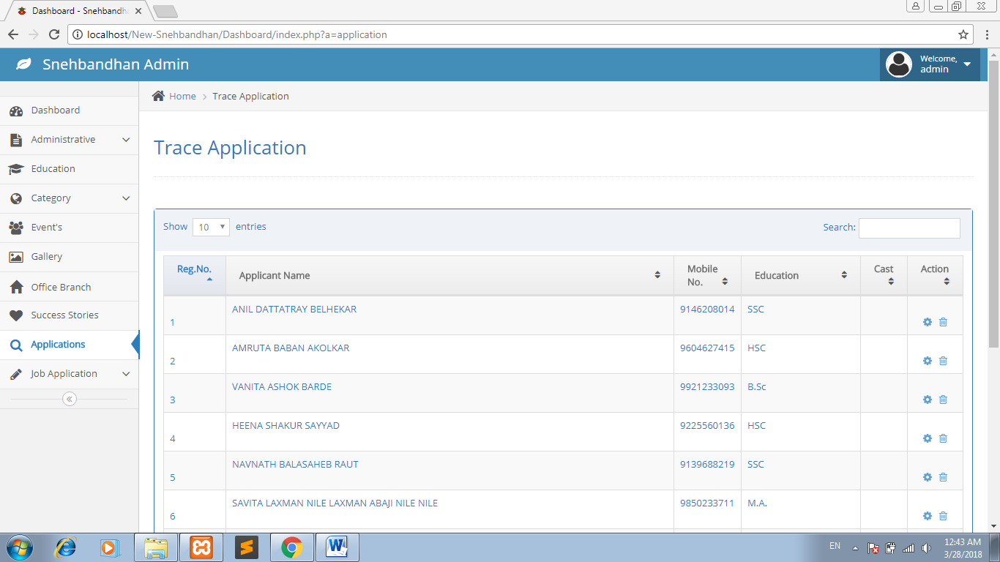 Dashboard - Snehbandh
localhost/New-Snehbandhan/Dashboard/index.php?a=application
Snehbandhan Admin
Welcome,
admin
Home > Trace Application
Dashboard
Administrative
Education
Category
Event's
Gallery
Office Branch
Success Stories
Applications
Job Application
Trace Application
Show 10 entries
Search:
Reg.No. Applicant Name Mobile No. Education Cast Action
1 ANIL DATTATRAY BELHEKAR 9146208014 SSC
2 AMRUTA BABAN AKOLKAR 9604627415 HSC
3 VANITA ASHOK BARDE 9921233093 B.Sc
4 HEENA SHAKUR SAYYAD 9225560136 HSC
5 NAVNATH BALASAHEB RAUT 9139688219 SSC
6 SAVITA LAXMAN NILE LAXMAN ABAJI NILE NILE 9850233711 M.A.
EN
12:43 AM
3/28/2018